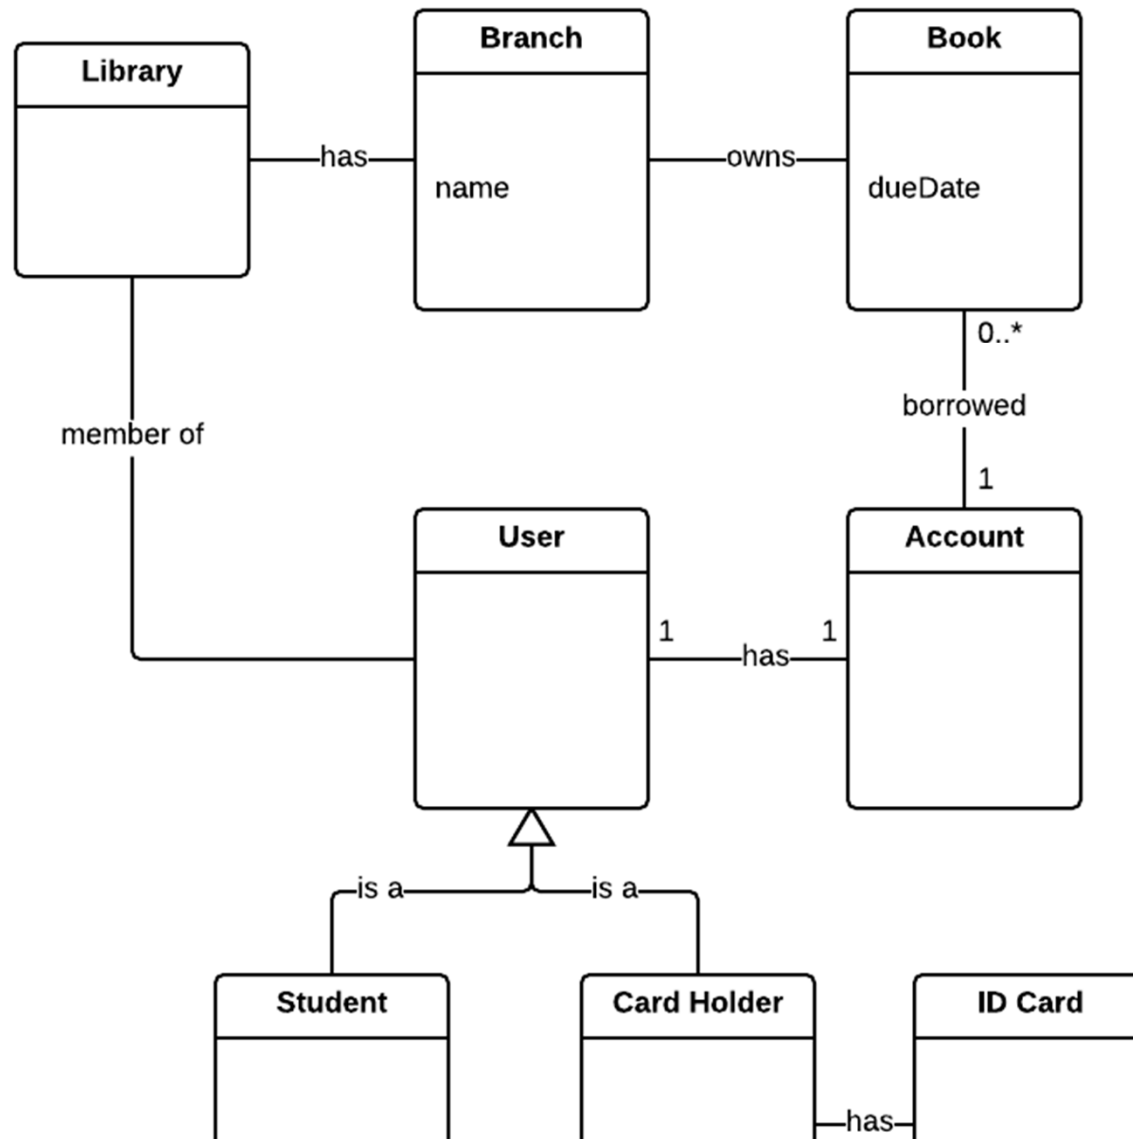 Library
Branch
Book
has
owns
name
dueDate
0..*
borrowed
1
member of
User
Account
1
1
has
is a
is a
Student
Card Holder
ID Card
has